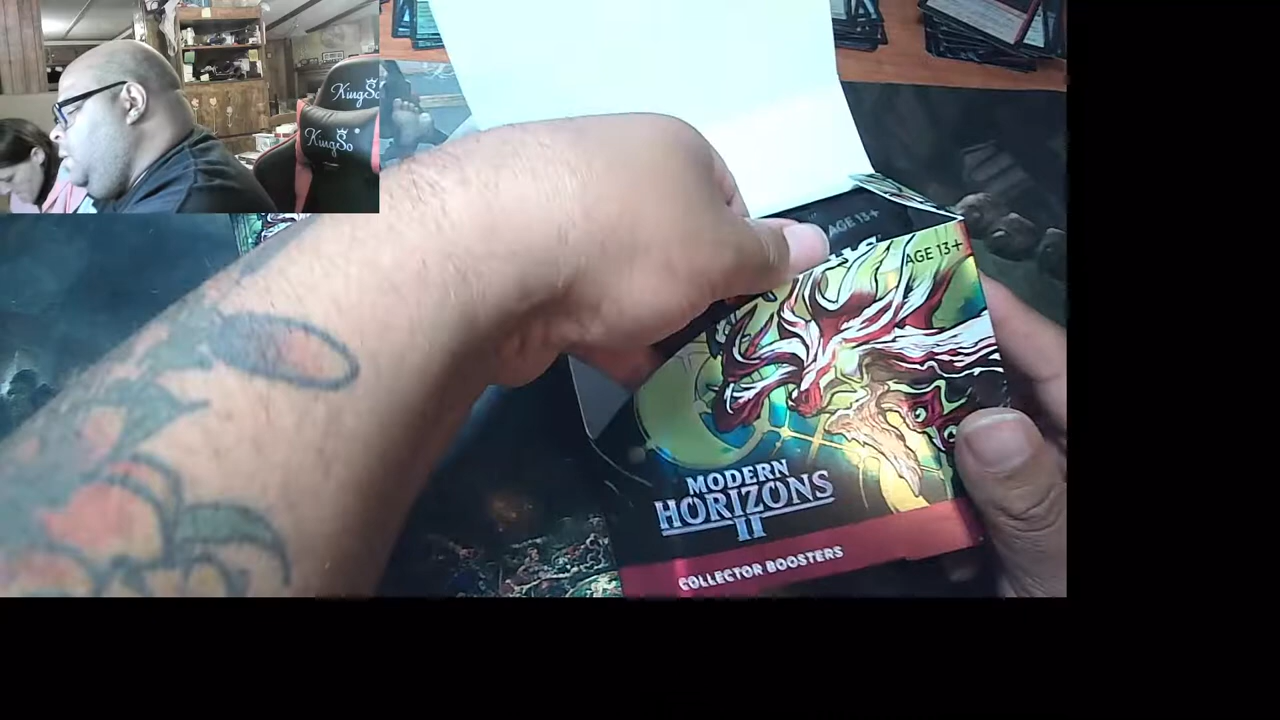 KingSo
KingSo
AGE 13+
AGE 13+
MODERN
HORIZONS
II
COLLECTOR BOOSTERS